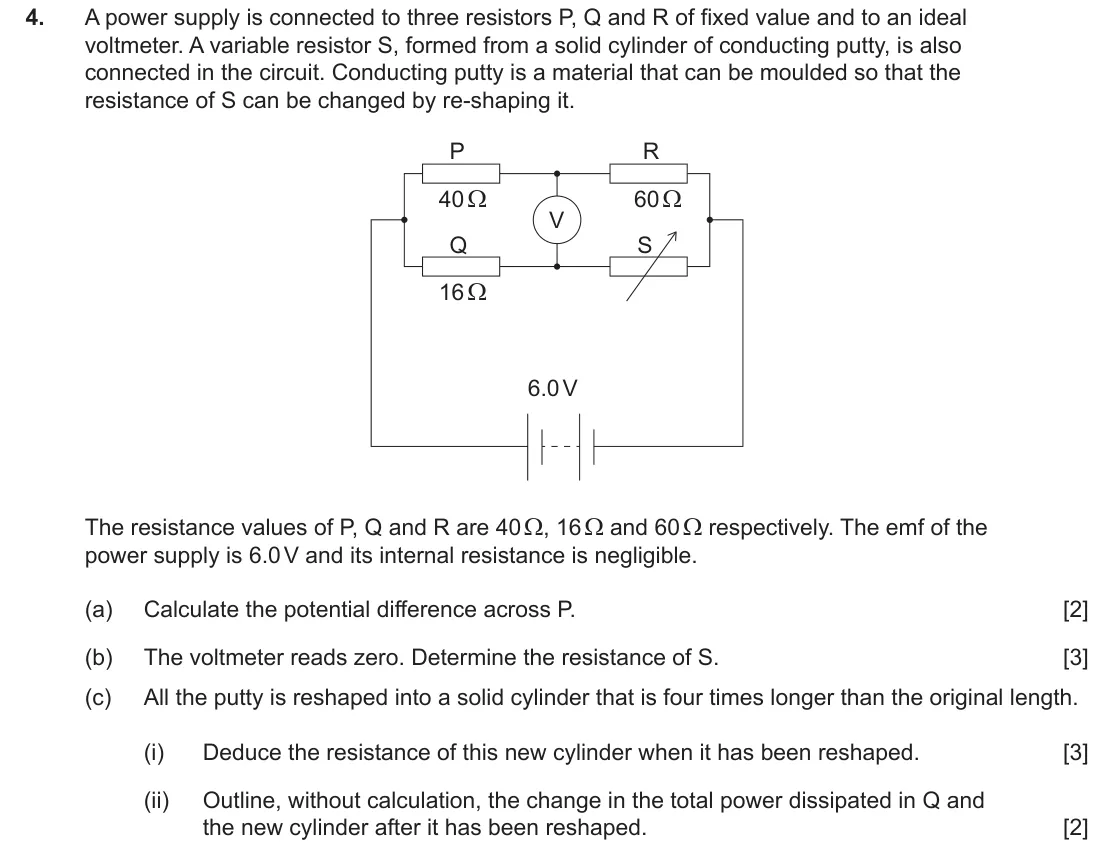 4. A power supply is connected to three resistors P, Q and R of fixed value and to an ideal
voltmeter. A variable resistor S, formed from a solid cylinder of conducting putty, is also
connected in the circuit. Conducting putty is a material that can be moulded so that the
resistance of S can be changed by re-shaping it.
P R
40Ω 60Ω
V
Q S
16Ω
6.0V
The resistance values of P, Q and R are 40Ω, 16Ω and 60Ω respectively. The emf of the
power supply is 6.0V and its internal resistance is negligible.
(a) Calculate the potential difference across P. [2]
(b) The voltmeter reads zero. Determine the resistance of S. [3]
(c) All the putty is reshaped into a solid cylinder that is four times longer than the original length.
(i) Deduce the resistance of this new cylinder when it has been reshaped. [3]
(ii) Outline, without calculation, the change in the total power dissipated in Q and
the new cylinder after it has been reshaped. [2]